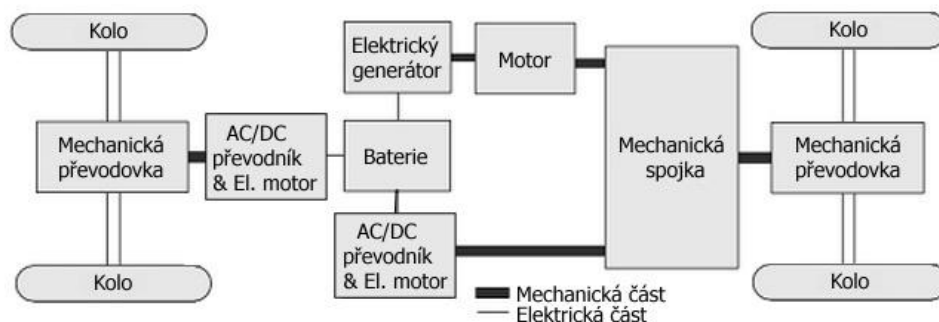 Kolo
Kolo
Elektrický
generátor
Motor
Mechanická
převodovka
AC/DC
převodník
& El. motor
Baterie
Mechanická
spojka
Mechanická
převodovka
AC/DC
převodník
& El. motor
Kolo
Kolo
Mechanická část
Elektrická část